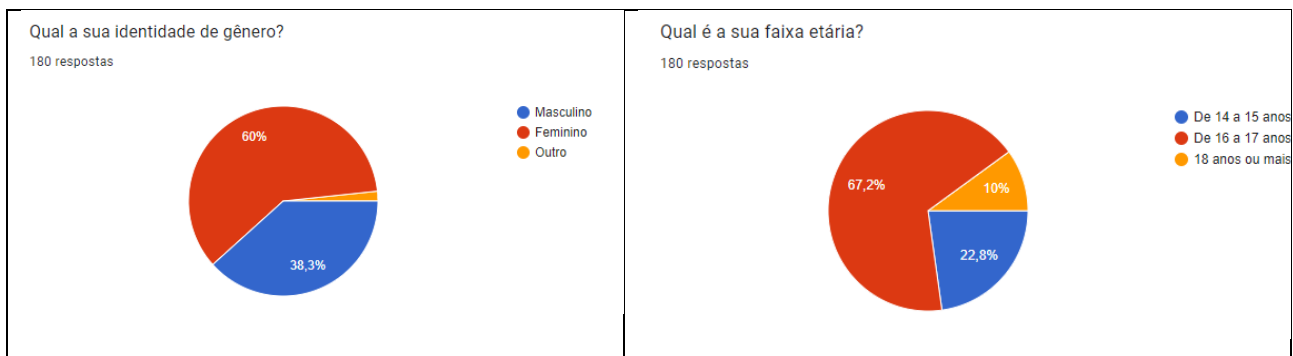 Qual a sua identidade de gênero?
180 respostas
60%
38,3%
Masculino
Feminino
Outro
Qual é a sua faixa etária?
180 respostas
67,2%
10%
22,8%
De 14 a 15 anos
De 16 a 17 anos
18 anos ou mais